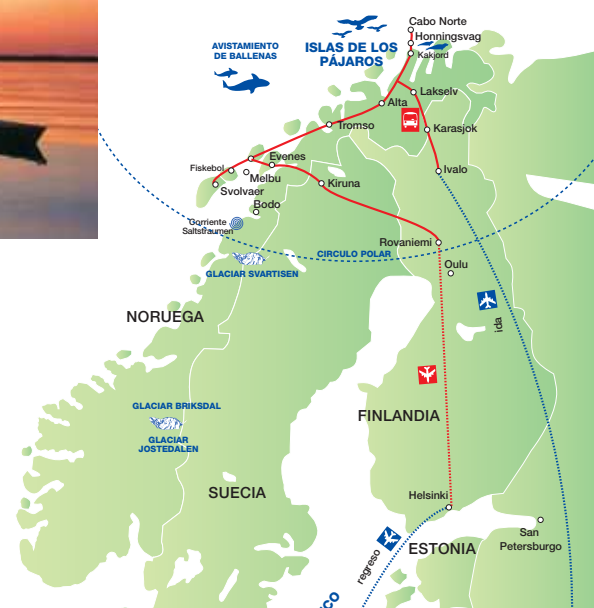 Cabo Norte
Honningsvag
Kakjord
AVISTAMIENTO
DE BALLENAS
ISLAS DE LOS
PÁJAROS
Lakselv
Alta
Tromso
Karasjok
Evenes
Fiskebol
Melbu
Ivalo
Svolvaer
Kiruna
Bodo
Gorriente
Saltstraumen
Rovaniemi
CIRCULO POLAR
Oulu
GLACIAR SVARTISEN
NORUEGA
ida
GLACIAR BRIKSDAL
FINLANDIA
GLACIAR
JOSTEDALEN
SUECIA
Helsinki
San
Petersburgo
ESTONIA
regreso
CO